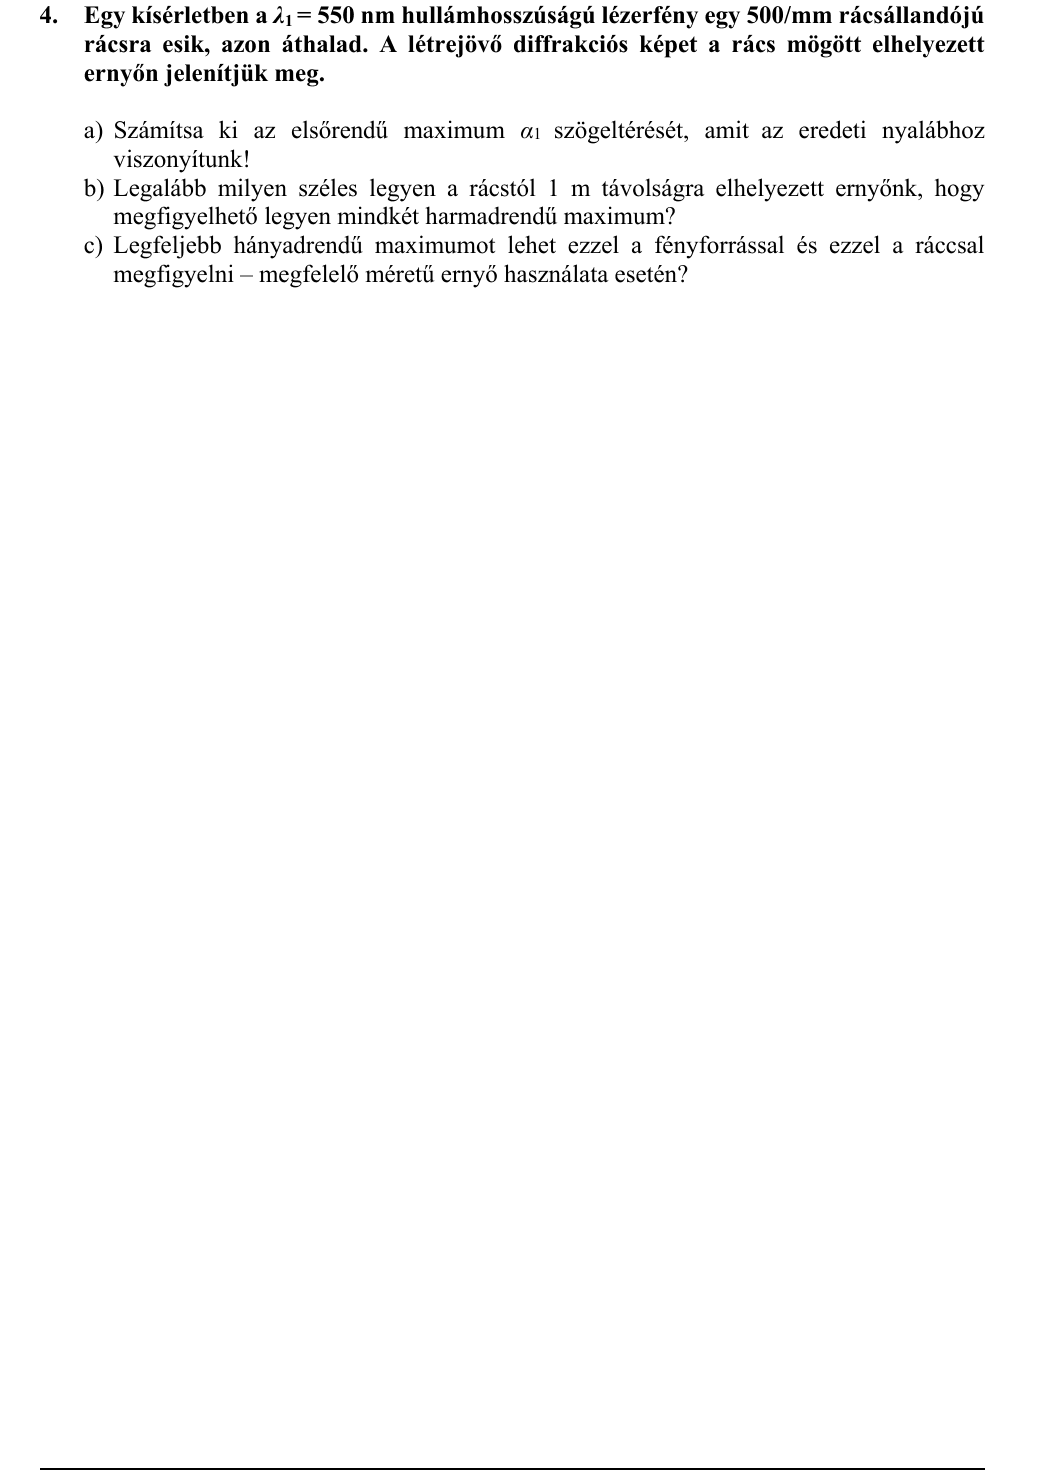 4. Egy kísérletben a λ₁ = 550 nm hullámhosszúságú lézerfény egy 500/mm rácsállandójú
rácsra esik, azon áthalad. A létrejövő diffrakciós képet a rács mögött elhelyezett
ernyőn jelenítjük meg.
a) Számítsa ki az elsőrendű maximum α₁ szögeltérését, amit az eredeti nyalábhoz
viszonyítunk!
b) Legalább milyen széles legyen a rácstól 1 m távolságra elhelyezett ernyőnk, hogy
megfigyelhető legyen mindkét harmadrendű maximum?
c) Legfeljebb hányadrendű maximumot lehet ezzel a fényforrással és ezzel a ráccsal
megfigyelni – megfelelő méretű ernyő használata esetén?